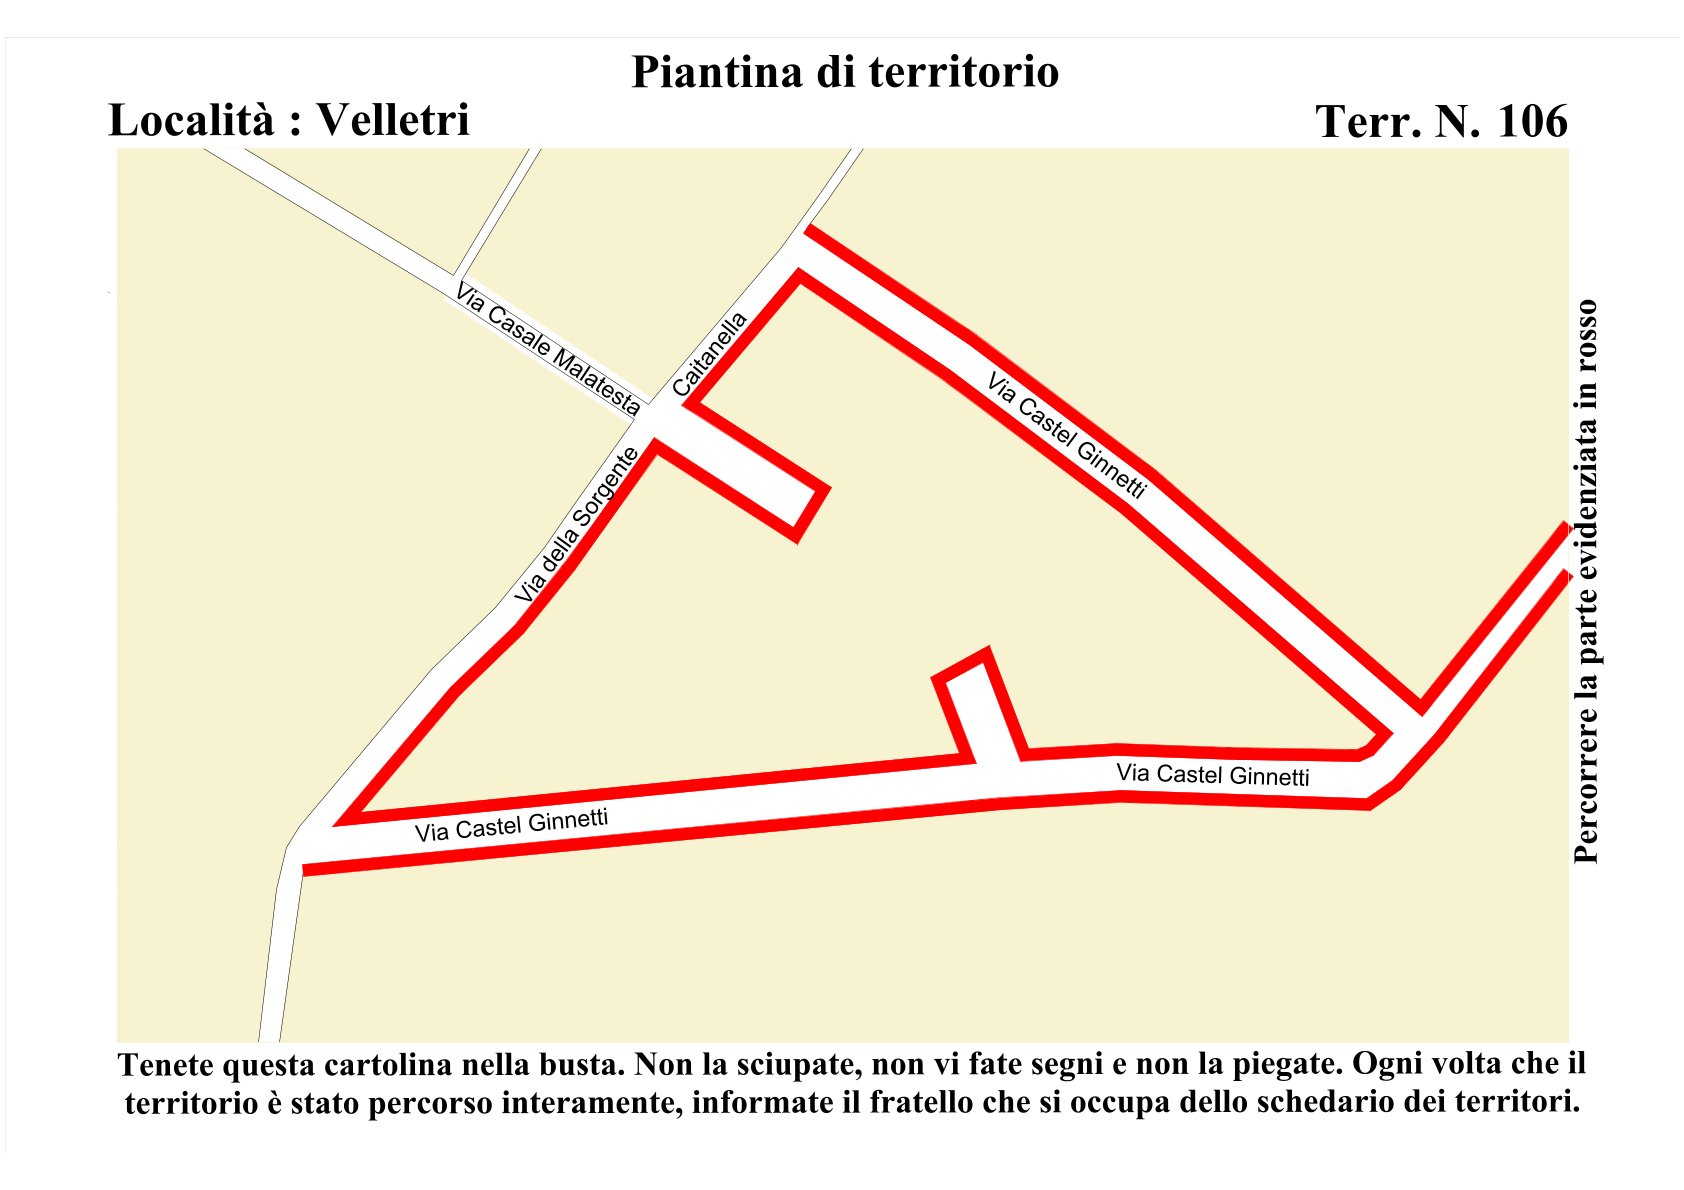 Piantina di territorio
Località : Velletri
Terr. N. 106
Via Casale Malatesta
Caitanella
Via Castel Ginnetti
Via della Sorgente
Via Castel Ginnetti
Via Castel Ginnetti
Percorrere la parte evidenziata in rosso
Tenete questa cartolina nella busta. Non la sciupate, non vi fate segni e non la piegate. Ogni volta che il
territorio è stato percorso interamente, informate il fratello che si occupa dello schedario dei territori.